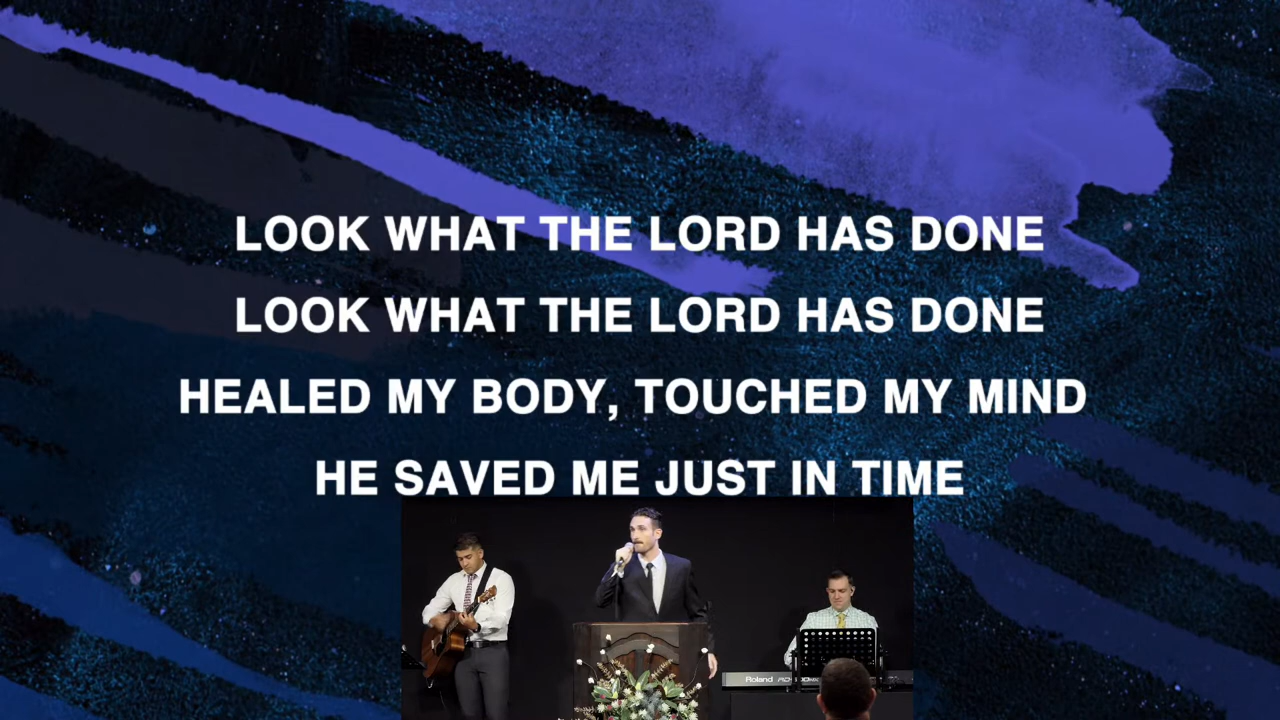 LOOK WHAT THE LORD HAS DONE
LOOK WHAT THE LORD HAS DONE
HEALED MY BODY, TOUCHED MY MIND
HE SAVED ME JUST IN TIME
Roland